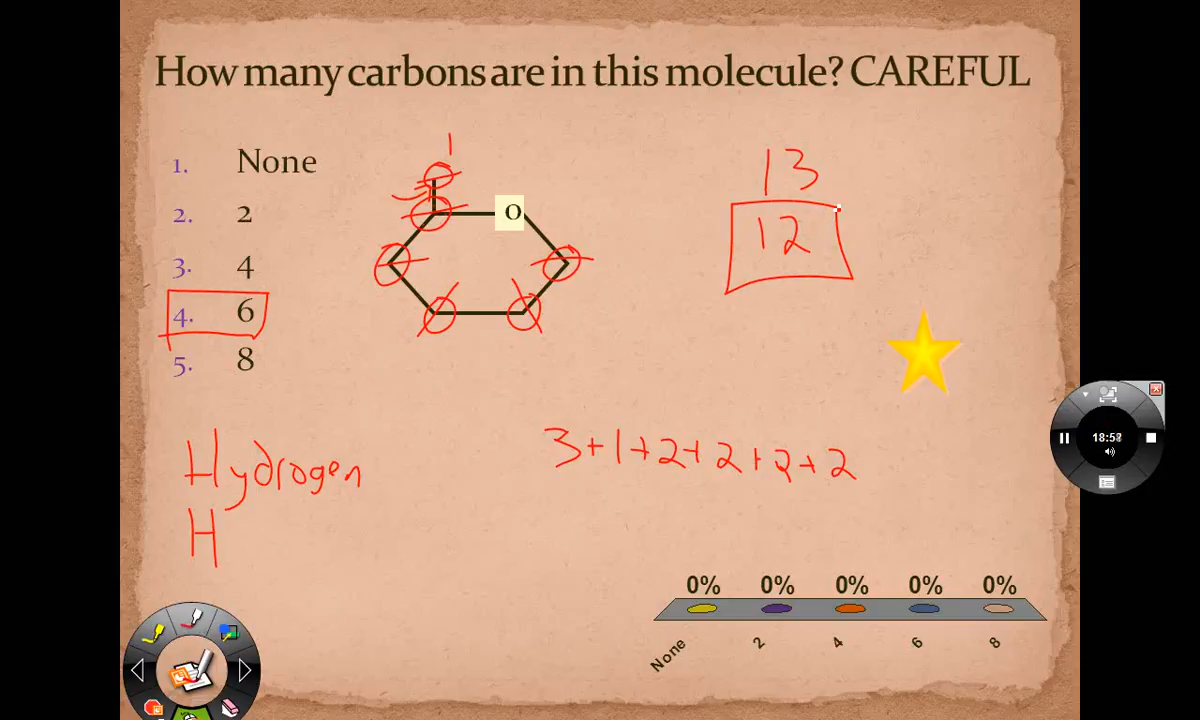 How many carbons are in this molecule? CAREFUL
1. None
2. 2
3. 4
4. 6
5. 8
1
O
13
12
Hydrogen
H
3+1+2+2+2+2
18:58
0% 0% 0% 0% 0%
None 2 4 6 8